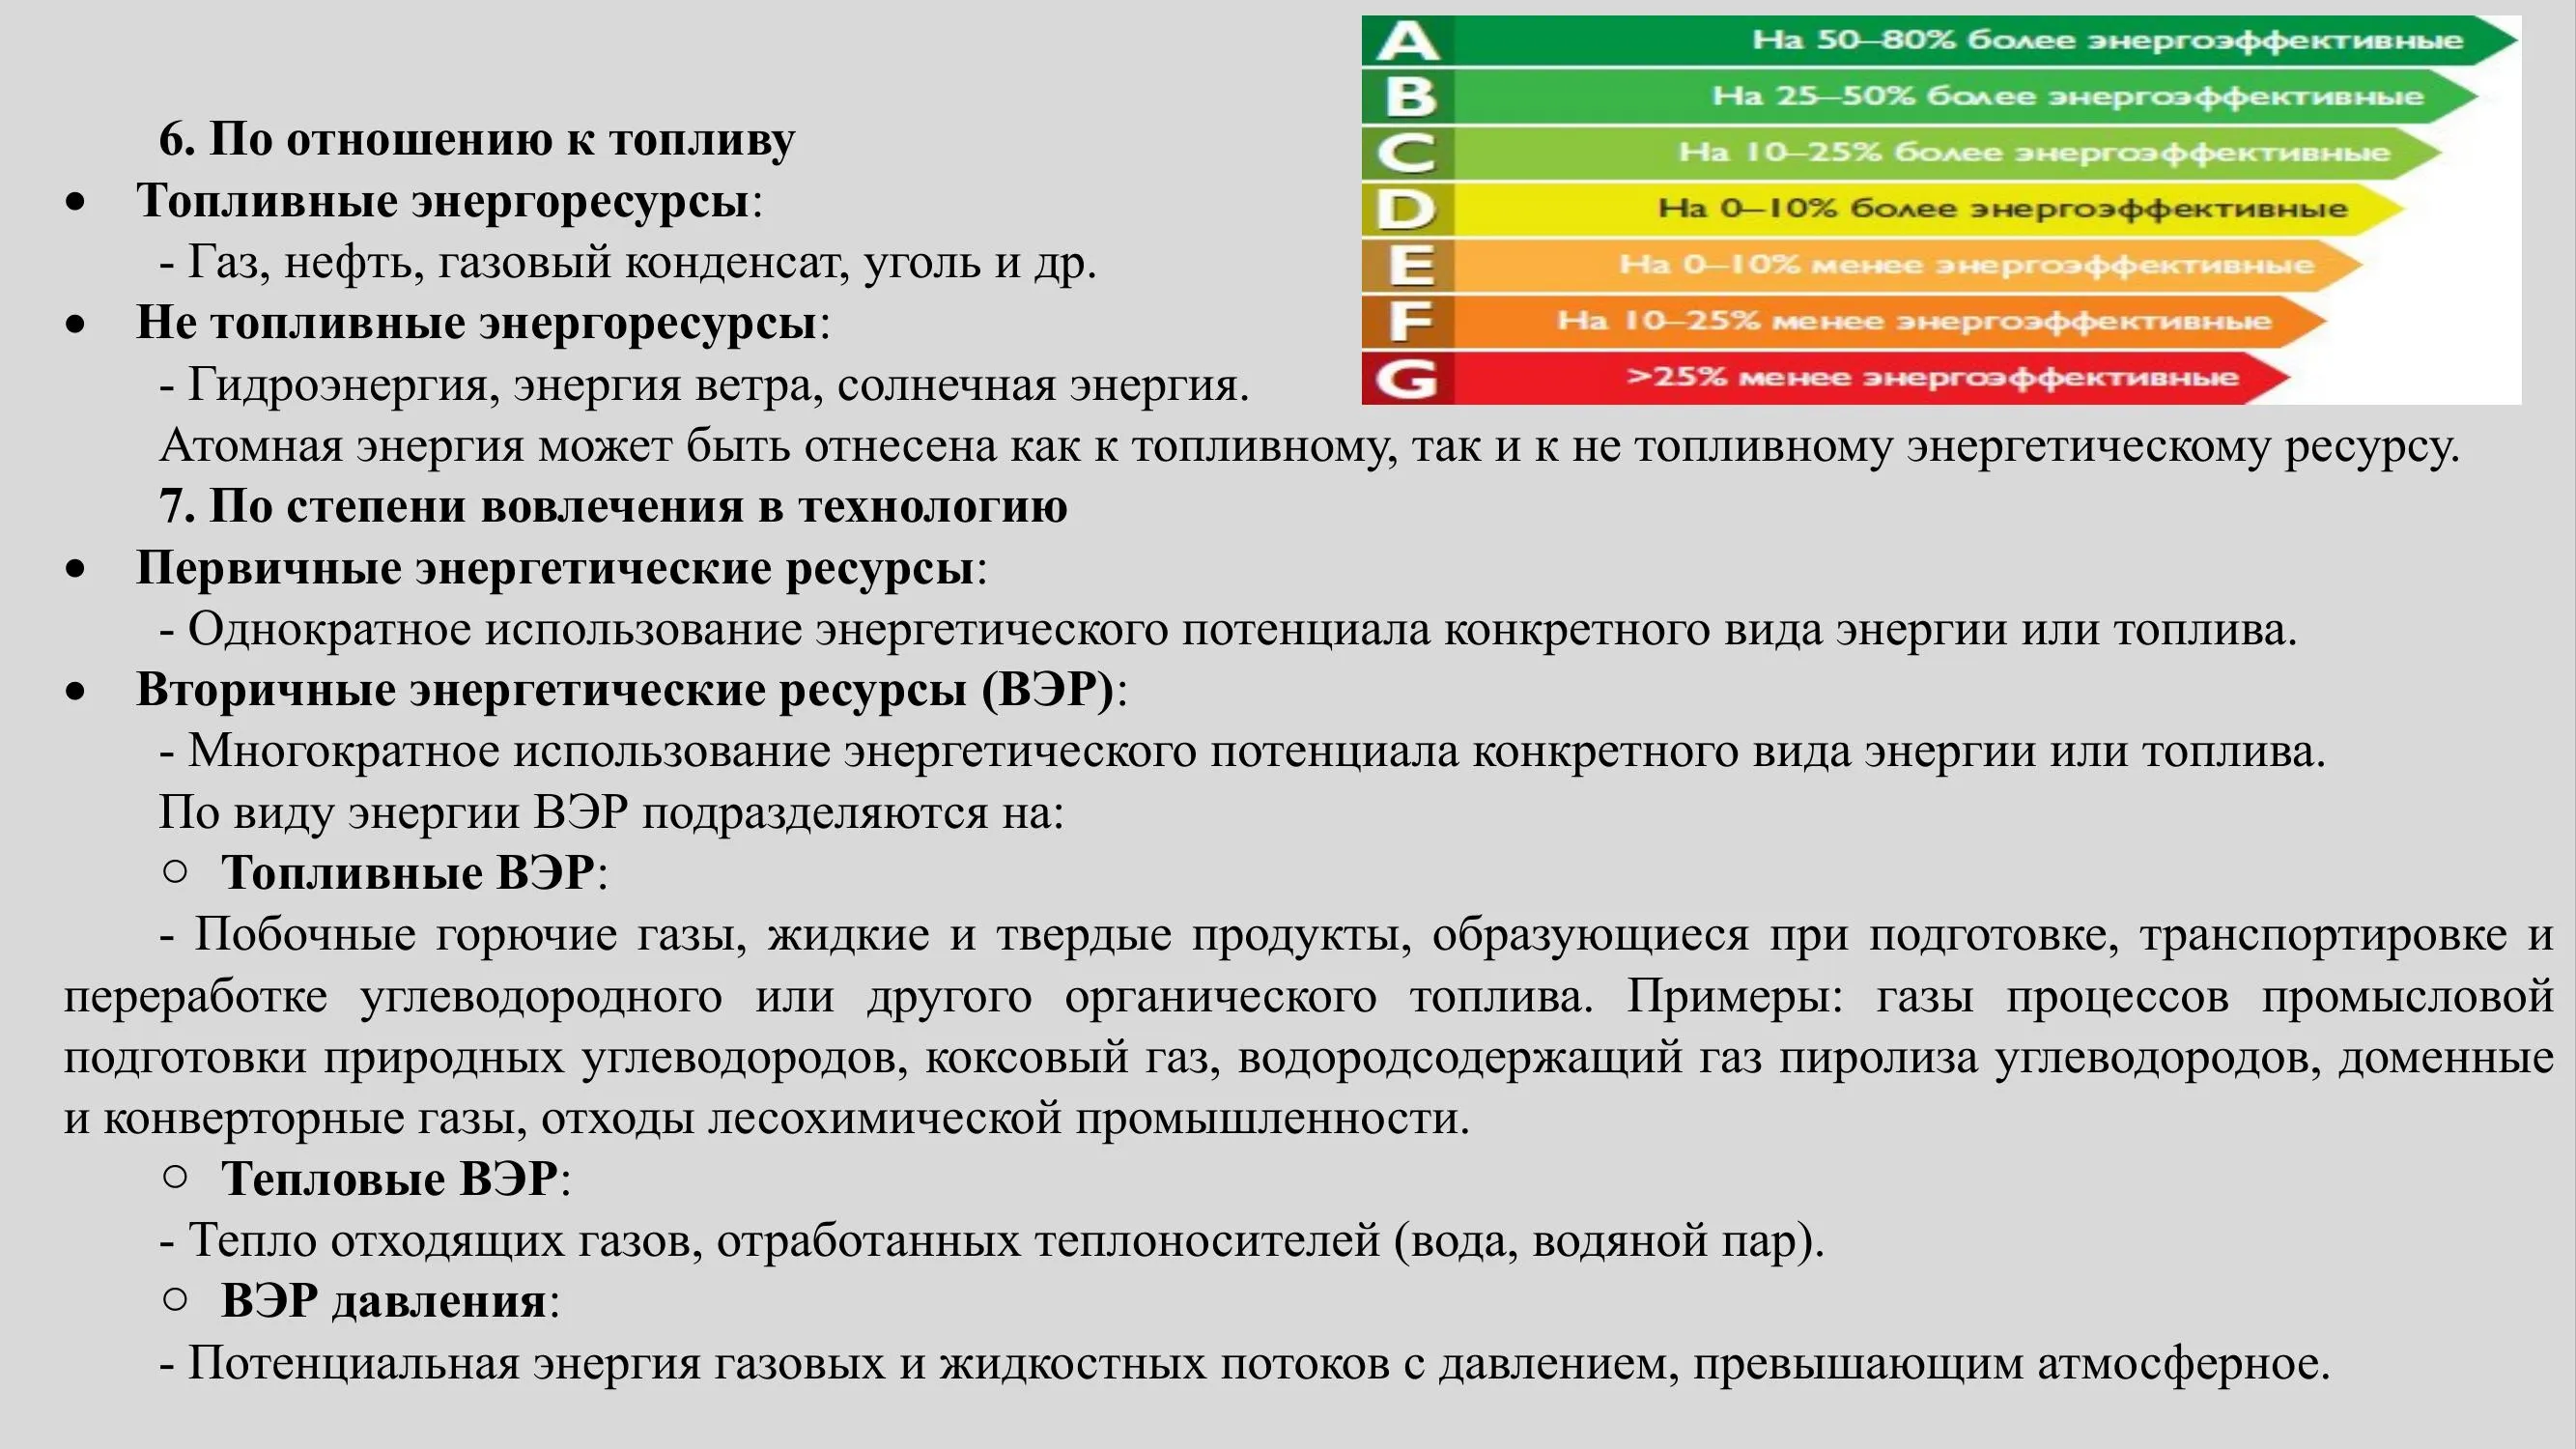 A На 50–80% более энергоэффективные
B На 25–50% более энергоэффективные
C На 10–25% более энергоэффективные
D На 0–10% более энергоэффективные
E На 0–10% менее энергоэффективные
F На 10–25% менее энергоэффективные
G >25% менее энергоэффективные
6. По отношению к топливу
• Топливные энергоресурсы:
- Газ, нефть, газовый конденсат, уголь и др.
• Не топливные энергоресурсы:
- Гидроэнергия, энергия ветра, солнечная энергия.
Атомная энергия может быть отнесена как к топливному, так и к не топливному энергетическому ресурсу.
7. По степени вовлечения в технологию
• Первичные энергетические ресурсы:
- Однократное использование энергетического потенциала конкретного вида энергии или топлива.
• Вторичные энергетические ресурсы (ВЭР):
- Многократное использование энергетического потенциала конкретного вида энергии или топлива.
По виду энергии ВЭР подразделяются на:
○ Топливные ВЭР:
- Побочные горючие газы, жидкие и твердые продукты, образующиеся при подготовке, транспортировке и
переработке углеводородного или другого органического топлива. Примеры: газы процессов промысловой
подготовки природных углеводородов, коксовый газ, водородсодержащий газ пиролиза углеводородов, доменные
и конверторные газы, отходы лесохимической промышленности.
○ Тепловые ВЭР:
- Тепло отходящих газов, отработанных теплоносителей (вода, водяной пар).
○ ВЭР давления:
- Потенциальная энергия газовых и жидкостных потоков с давлением, превышающим атмосферное.